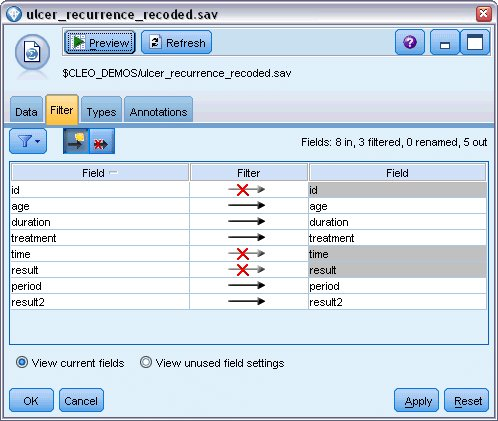 ulcer_recurrence_recoded.sav
Preview Refresh ?
$CLEO_DEMOS/ulcer_recurrence_recoded.sav
Data Filter Types Annotations
Fields: 8 in, 3 filtered, 0 renamed, 5 out
Field Filter Field
id id
age age
duration duration
treatment treatment
time time
result result
period period
result2 result2
View current fields View unused field settings
OK Cancel Apply Reset